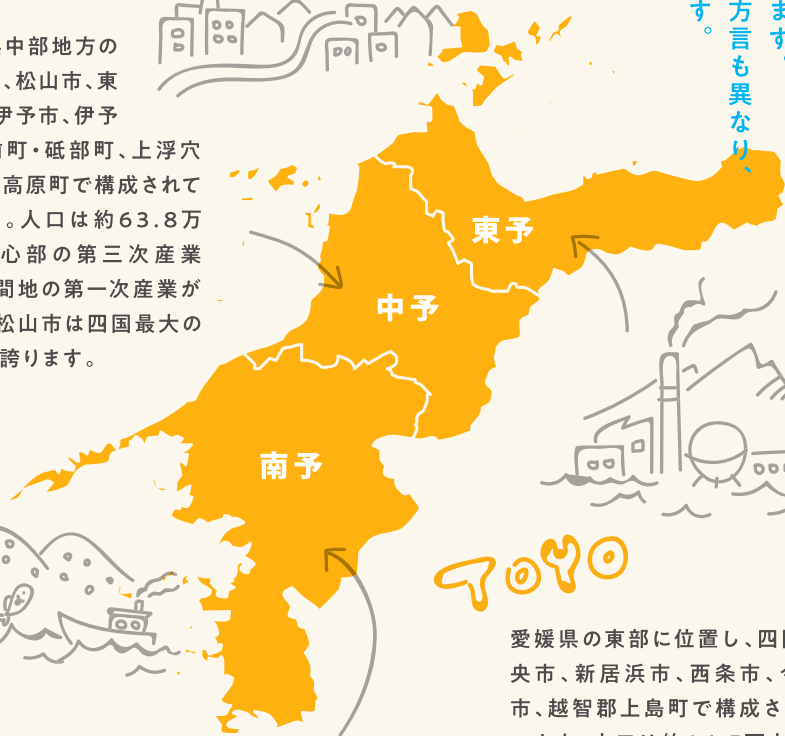 中部地方の
、松山市、東
伊予市、伊予
前町・砥部町、上浮穴
高原町で構成されて
。人口は約63.8万
心部の第三次産業
間地の第一次産業が
松山市は四国最大の
誇ります。
ます。
方言も異なり、
す。
東予
中予
南予
TOYO
愛媛県の東部に位置し、四
央市、新居浜市、西条市、
市、越智郡上島町で構成さ